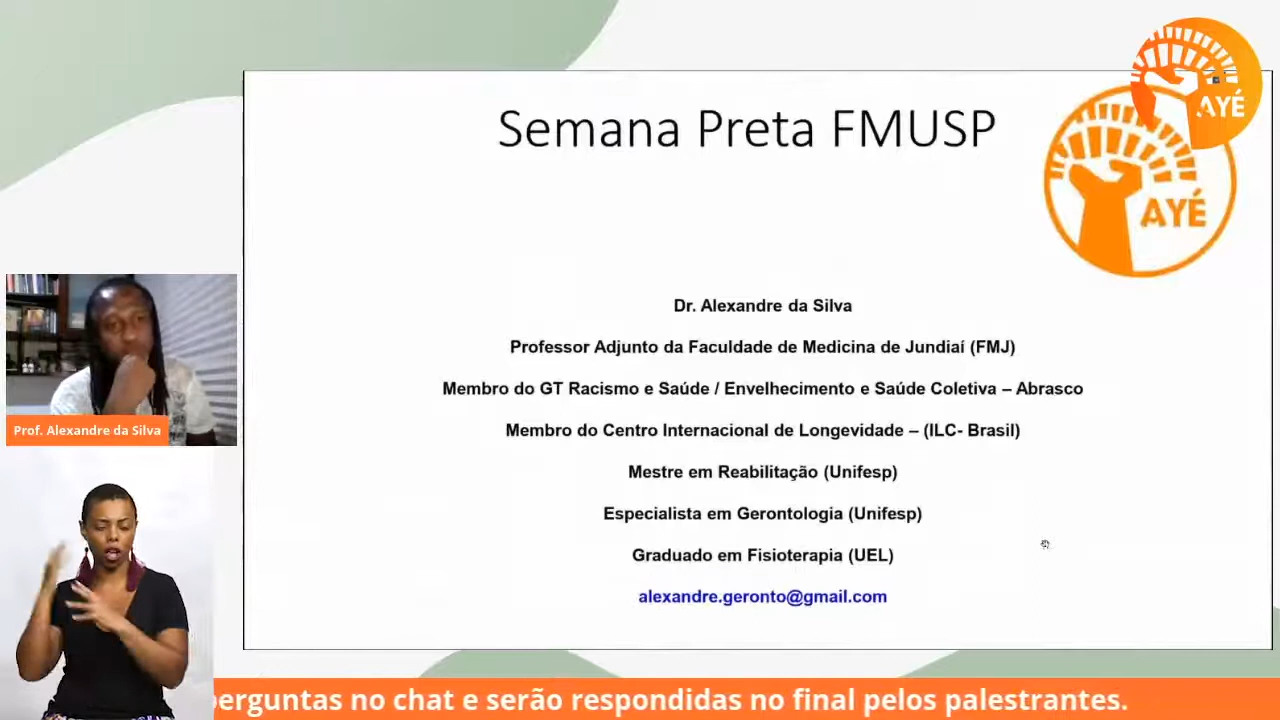 AYÉ
Semana Preta FMUSP
AYÉ
Dr. Alexandre da Silva
Professor Adjunto da Faculdade de Medicina de Jundiaí (FMJ)
Membro do GT Racismo e Saúde / Envelhecimento e Saúde Coletiva – Abrasco
Membro do Centro Internacional de Longevidade – (ILC- Brasil)
Mestre em Reabilitação (Unifesp)
Especialista em Gerontologia (Unifesp)
Graduado em Fisioterapia (UEL)
alexandre.geronto@gmail.com
Prof. Alexandre da Silva
perguntas no chat e serão respondidas no final pelos palestrantes.